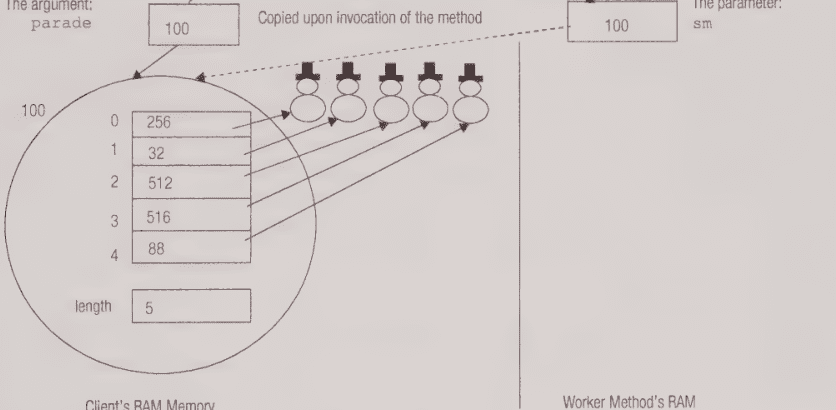 The argument:
parade
100
Copied upon invocation of the method
100
The parameter:
sm
100
0 256
1 32
2 512
3 516
4 88
length 5
Client's RAM Memory
Worker Method's RAM